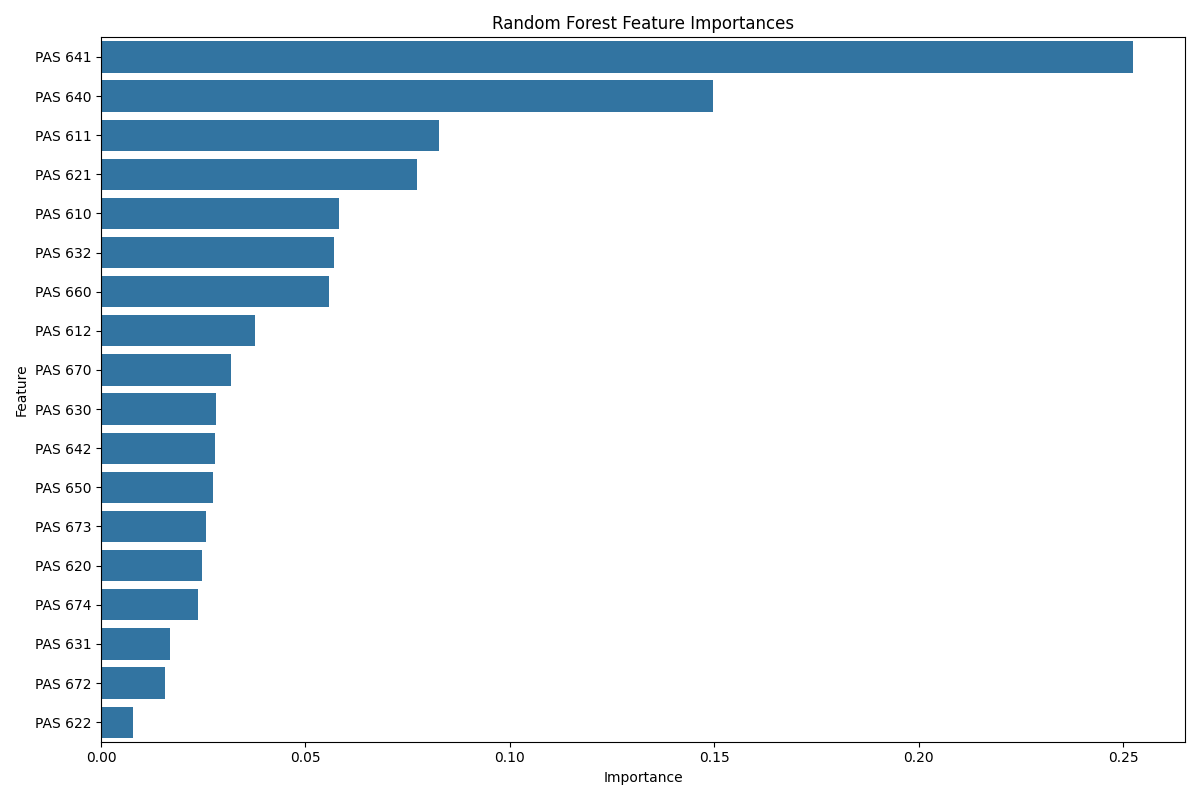 Random Forest Feature Importances
Feature
PAS 641
PAS 640
PAS 611
PAS 621
PAS 610
PAS 632
PAS 660
PAS 612
PAS 670
PAS 630
PAS 642
PAS 650
PAS 673
PAS 620
PAS 674
PAS 631
PAS 672
PAS 622
0.00 0.05 0.10 0.15 0.20 0.25
Importance